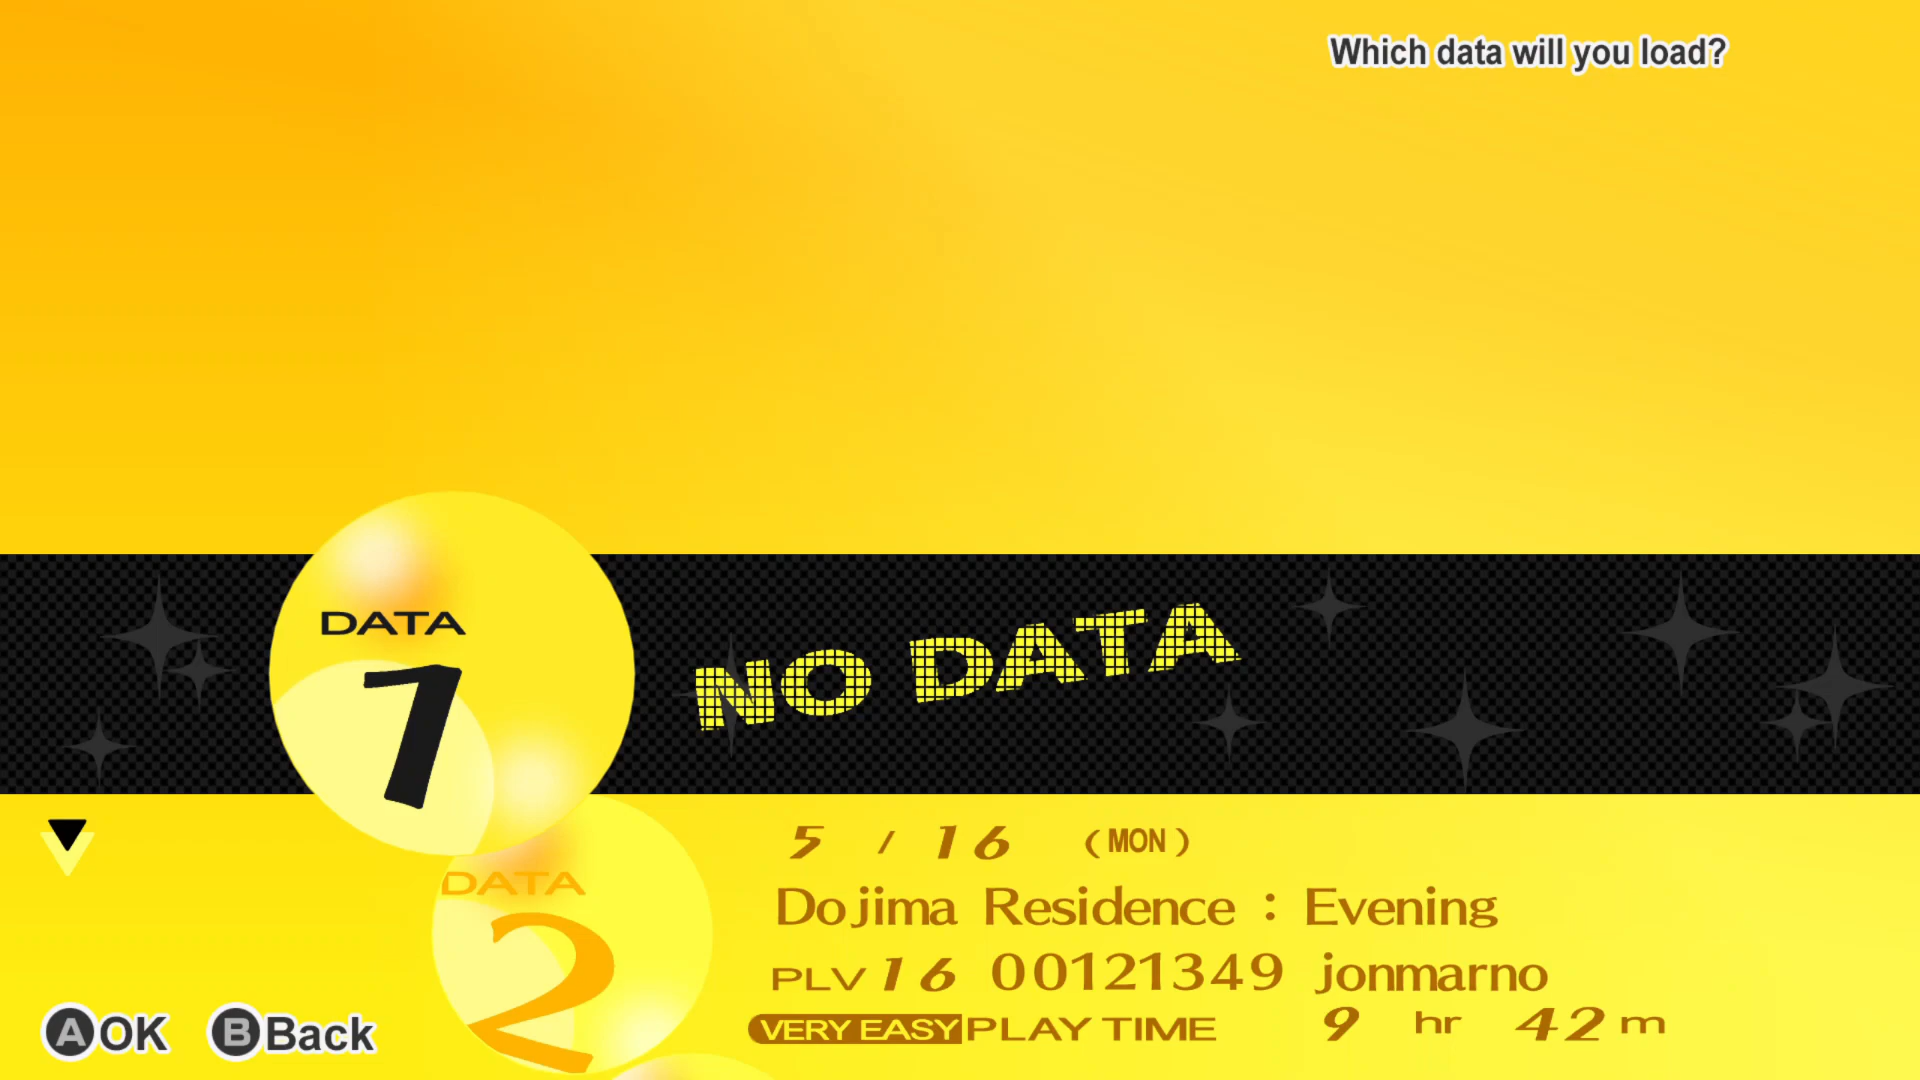 Which data will you load?
DATA
1
NO DATA
DATA
2
5 / 16 (MON)
Dojima Residence : Evening
PLV 16 00121349 jonmarno
VERY EASY PLAY TIME 9 hr 42 m
A OK B Back